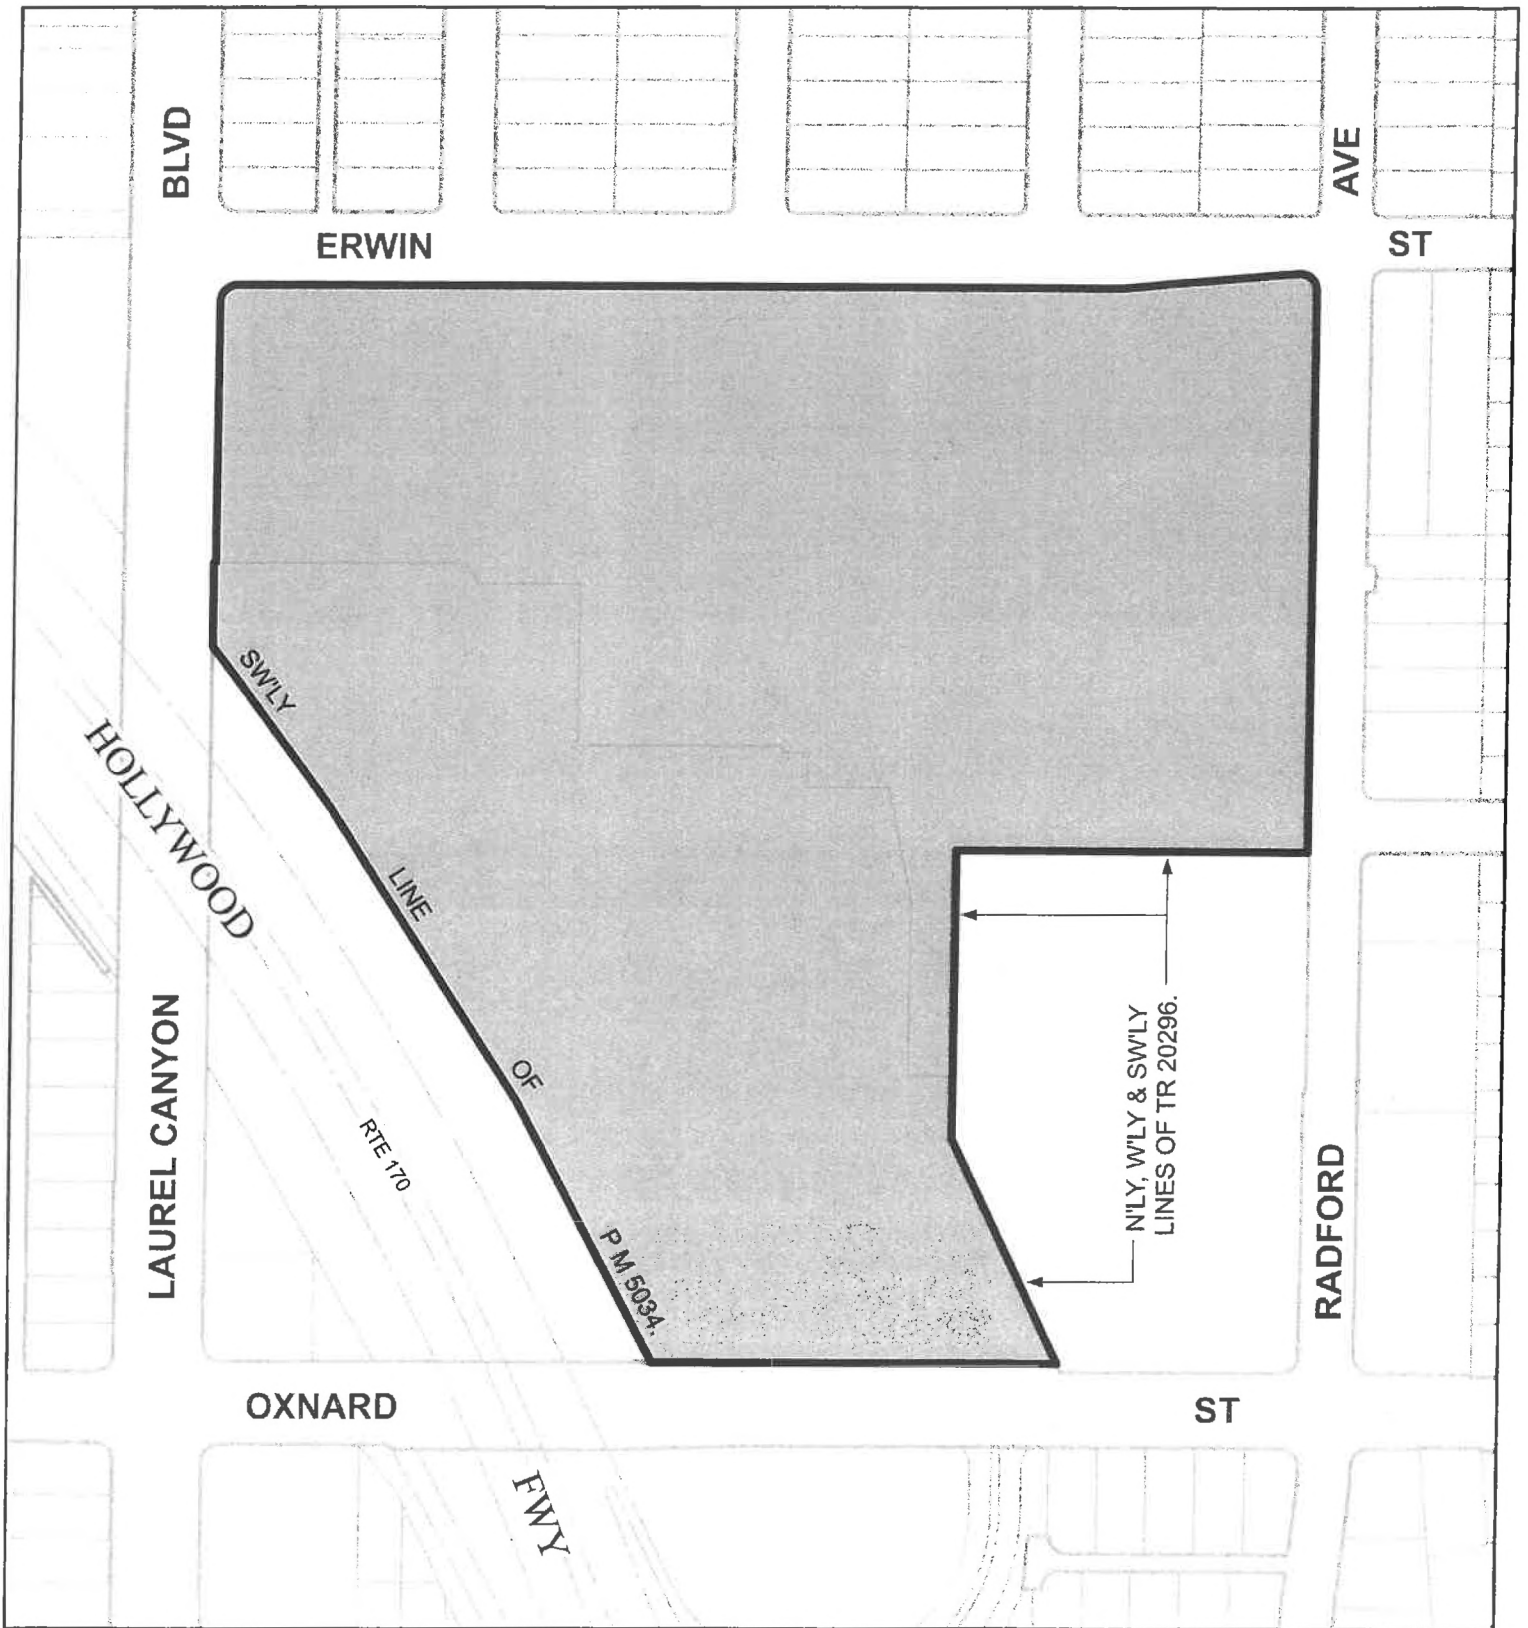 BLVD
AVE
ERWIN
ST
SW'LY
LINE
OF
P M 5034.
HOLLYWOOD
FWY
RTE 170
LAUREL CANYON
N'LY, W'LY & SW'LY
LINES OF TR 20296.
RADFORD
OXNARD
ST